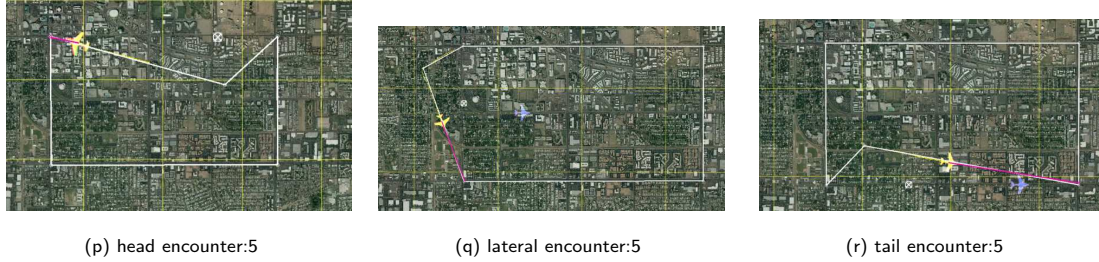 (p) head encounter:5
(q) lateral encounter:5
(r) tail encounter:5